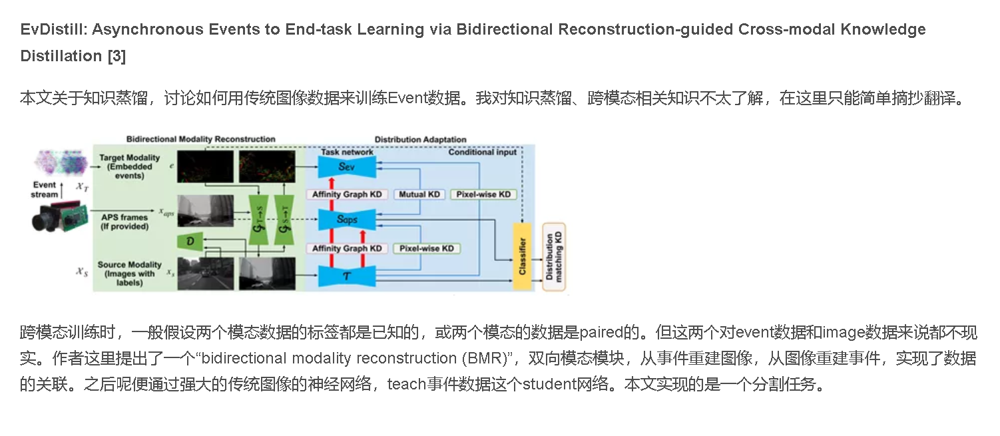 EvDistill: Asynchronous Events to End-task Learning via Bidirectional Reconstruction-guided Cross-modal Knowledge
Distillation [3]
本文关于知识蒸馏，讨论如何用传统图像数据来训练Event数据。我对知识蒸馏、跨模态相关知识不太了解，在这里只能简单摘抄翻译。
Bidirectional Modality Reconstruction
Distribution Adaptation
Target Modality
(Embedded
events)
e
Task network
Conditional input
Sev
Event
stream
X_T
Affinity Graph KD
Mutual KD
Pixel-wise KD
APS frames
(If provided)
x_aps
G T→S
G S→T
Saps
D
Affinity Graph KD
Pixel-wise KD
X_S
Source Modality
(Images with
labels)
x_s
T
Classifier
Distribution
matching KD
跨模态训练时，一般假设两个模态数据的标签都是已知的，或两个模态的数据是paired的。但这两个对event数据和image数据来说都不现
实。作者这里提出了一个“bidirectional modality reconstruction (BMR)”，双向模态模块，从事件重建图像，从图像重建事件，实现了数据
的关联。之后呢便通过强大的传统图像的神经网络，teach事件数据这个student网络。本文实现的是一个分割任务。